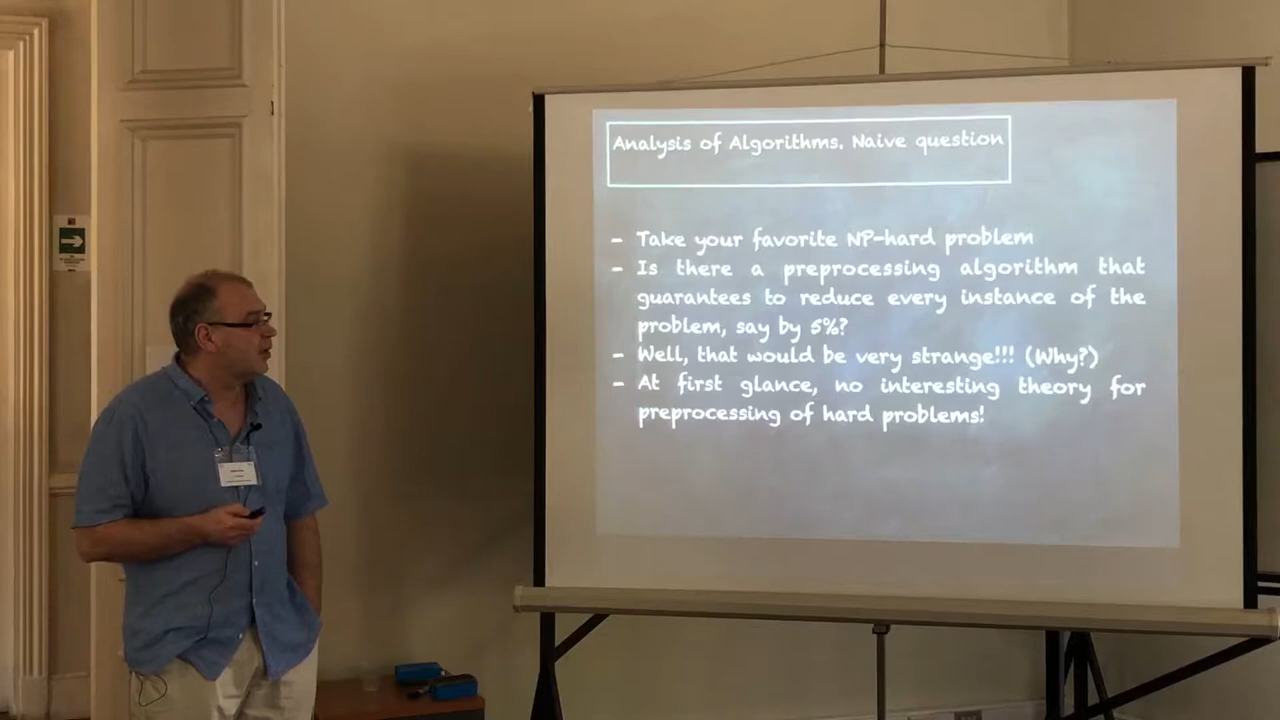 Analysis of Algorithms. Naive question
- Take your favorite NP-hard problem
- Is there a preprocessing algorithm that
guarantees to reduce every instance of the
problem, say by 5%?
- Well, that would be very strange!!! (Why?)
- At first glance, no interesting theory for
preprocessing of hard problems!